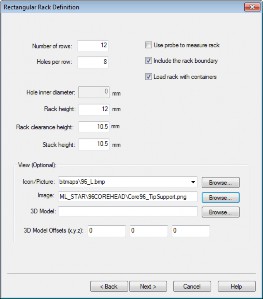 Rectangular Rack Definition
Number of rows: 12
Holes per row: 8
Use probe to measure rack
Include the rack boundary
Load rack with containers
Hole inner diameter: 0 mm
Rack height: 12 mm
Rack clearance height: 10.5 mm
Stack height: 10.5 mm
View (Optional)
Icon/Picture: bitmaps\96_L.bmp Browse...
Image: ML_STAR\96COREHEAD\Core96_TipSupport.png Browse...
3D Model: Browse...
3D Model Offsets (x,y,z): 0 0 0
< Back Next > Cancel Help